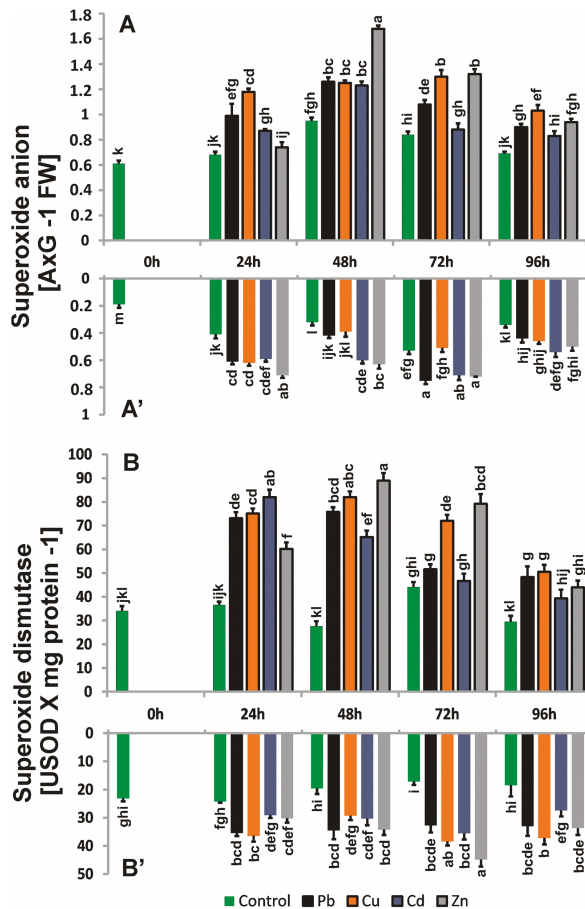 A
Superoxide anion
[AxG -1 FW]
1.8
1.6
1.4
1.2
1
0.8
0.6
0.4
0.2
0
k
jk
efg
cd
gh
ij
fgh
bc
bc
bc
a
hi
de
b
gh
b
jk
gh
ef
hi
fgh
0h
24h
48h
72h
96h
0
0.2
0.4
0.6
0.8
1
m
jk
cd
cd
cdef
ab
l
ijk
jkl
cde
bc
efg
a
fgh
ab
a
kl
hij
ghij
defg
fghi
A'
B
Superoxide dismutase
[USOD X mg protein -1]
100
90
80
70
60
50
40
30
20
10
0
jkl
ijk
de
cd
ab
f
kl
bcd
abc
ef
a
ghi
g
de
gh
bcd
kl
g
g
hij
ghi
0h
24h
48h
72h
96h
0
10
20
30
40
50
ghi
fgh
bcd
bc
defg
cdef
hi
bcd
defg
cdef
bcd
i
bcde
ab
bcd
a
hi
bcde
b
efg
bcde
B'
Control Pb Cu Cd Zn